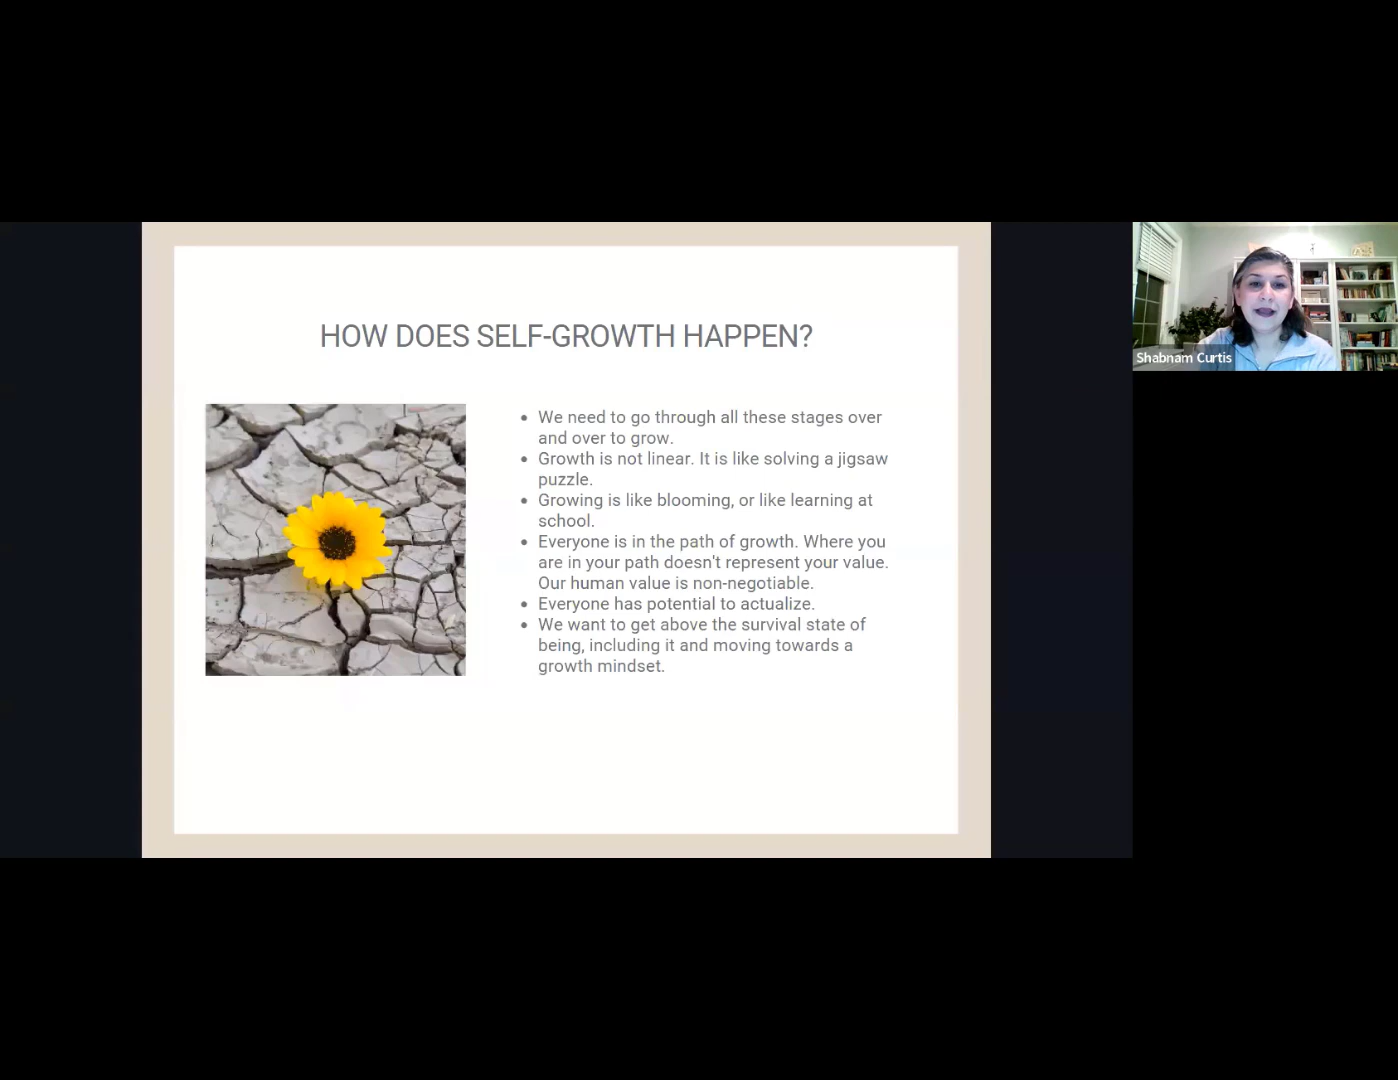 HOW DOES SELF-GROWTH HAPPEN?
• We need to go through all these stages over
and over to grow.
• Growth is not linear. It is like solving a jigsaw
puzzle.
• Growing is like blooming, or like learning at
school.
• Everyone is in the path of growth. Where you
are in your path doesn't represent your value.
Our human value is non-negotiable.
• Everyone has potential to actualize.
• We want to get above the survival state of
being, including it and moving towards a
growth mindset.
Shabnam Curtis